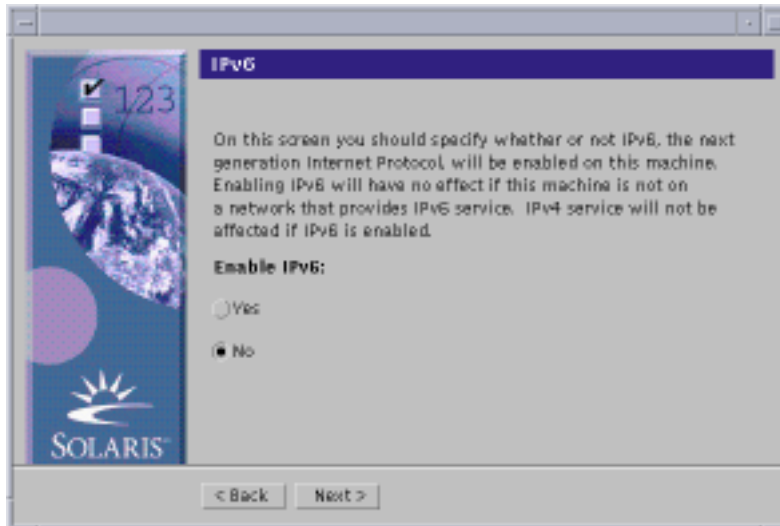 IPv6
123
On this screen you should specify whether or not IPv6, the next
generation Internet Protocol, will be enabled on this machine.
Enabling IPv6 will have no effect if this machine is not on
a network that provides IPv6 service.  IPv4 service will not be
affected if IPv6 is enabled.
Enable IPv6:
Yes
No
SOLARIS™
< Back
Next >